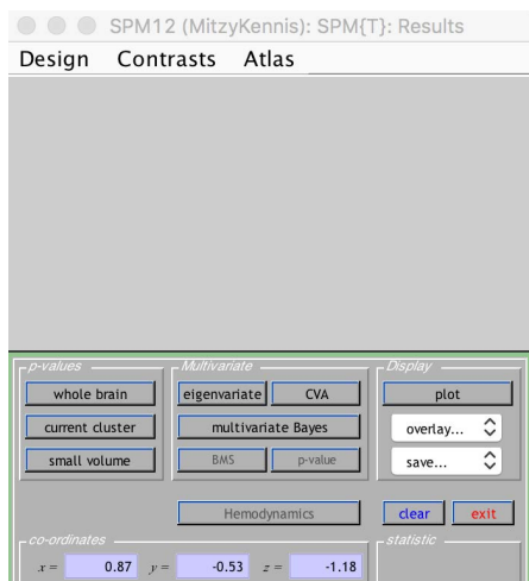 SPM12 (MitzyKennis): SPM{T}: Results
Design Contrasts Atlas
p-values Multivariate Display
whole brain eigenvariate CVA plot
current cluster multivariate Bayes overlay...
small volume BMS p-value save...
Hemodynamics clear exit
co-ordinates statistic
x = 0.87 y = -0.53 z = -1.18